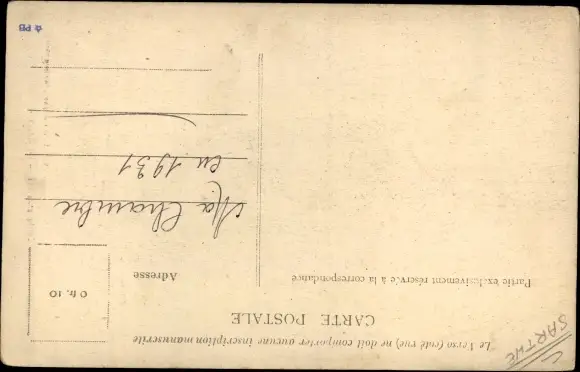 Le Verso (côté vue) ne doit comporter aucune inscription manuscrite
CARTE POSTALE
Partie exclusivement réservée à la correspondance
Adresse
0 fr. 10
Ma Chambre
en 1931
SARTHE
☆ PB